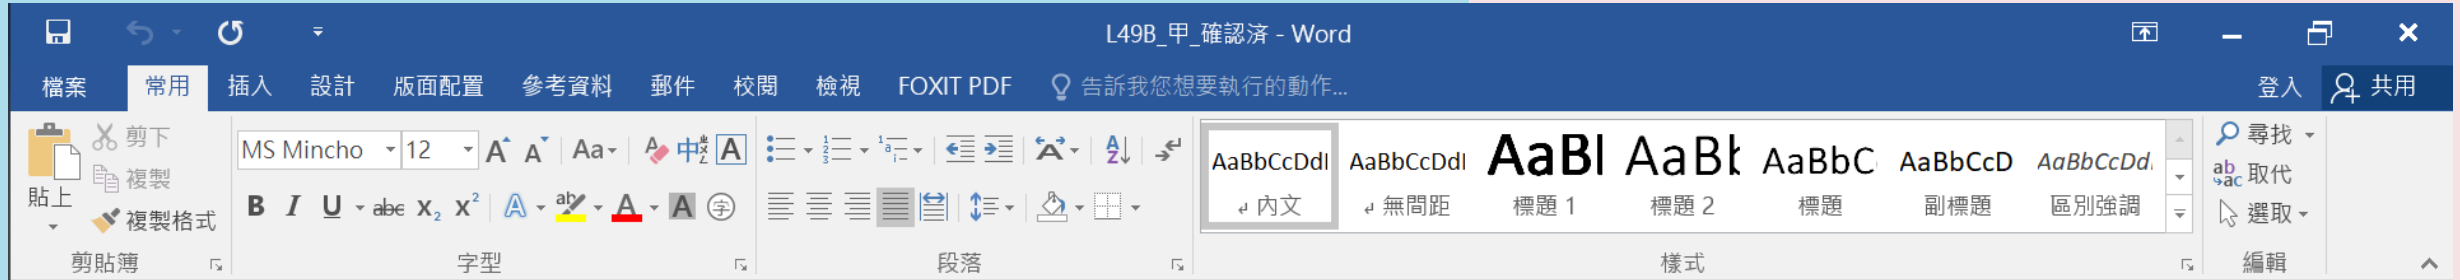 L49B_甲_確認済 - Word
檔案 常用 插入 設計 版面配置 參考資料 郵件 校閱 檢視 FOXIT PDF 告訴我您想要執行的動作... 登入 共用
剪下
複製
貼上
複製格式
剪貼簿
MS Mincho 12
字型
段落
AaBbCcDdI AaBbCcDdI AaBl AaBb AaBbC AaBbCcD AaBbCcDd
內文 無間距 標題 1 標題 2 標題 副標題 區別強調
樣式
尋找
取代
選取
編輯